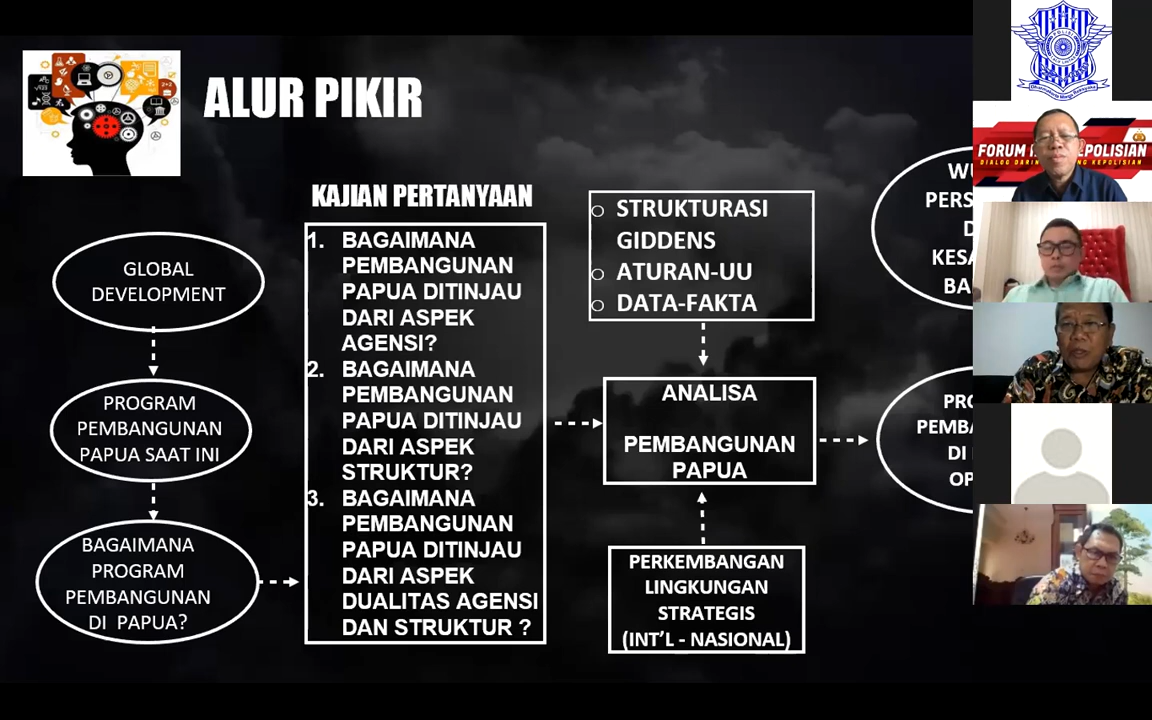 ALUR PIKIR
GLOBAL
DEVELOPMENT
PROGRAM
PEMBANGUNAN
PAPUA SAAT INI
BAGAIMANA
PROGRAM
PEMBANGUNAN
DI PAPUA?
KAJIAN PERTANYAAN
1. BAGAIMANA
PEMBANGUNAN
PAPUA DITINJAU
DARI ASPEK
AGENSI?
2. BAGAIMANA
PEMBANGUNAN
PAPUA DITINJAU
DARI ASPEK
STRUKTUR?
3. BAGAIMANA
PEMBANGUNAN
PAPUA DITINJAU
DARI ASPEK
DUALITAS AGENSI
DAN STRUKTUR ?
STRUKTURASI
GIDDENS
ATURAN-UU
DATA-FAKTA
ANALISA
PEMBANGUNAN
PAPUA
PERKEMBANGAN
LINGKUNGAN
STRATEGIS
(INT'L - NASIONAL)
FORUM